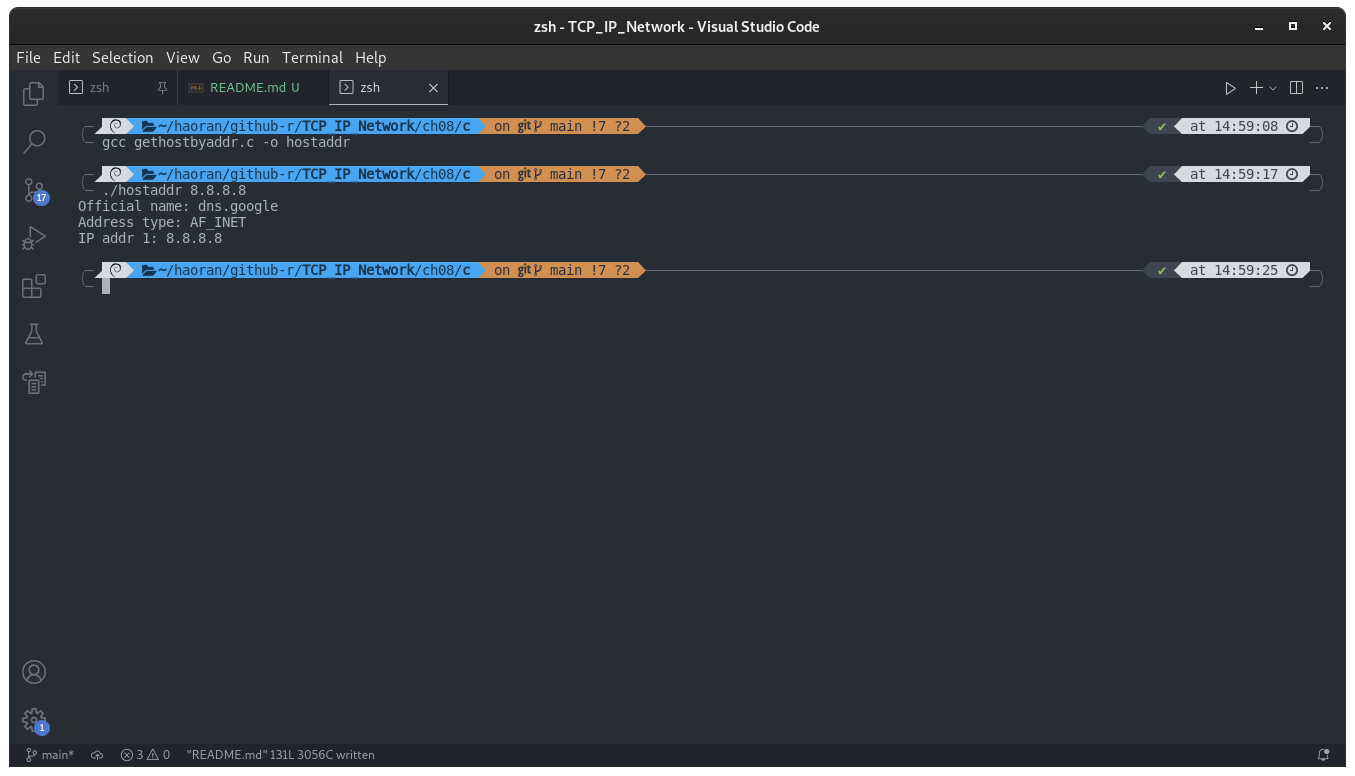 zsh - TCP_IP_Network - Visual Studio Code
File Edit Selection View Go Run Terminal Help
zsh README.md U zsh
~/haoran/github-r/TCP_IP_Network/ch08/c on git main !7 ?2 ✔ at 14:59:08
gcc gethostbyaddr.c -o hostaddr
~/haoran/github-r/TCP_IP_Network/ch08/c on git main !7 ?2 ✔ at 14:59:17
./hostaddr 8.8.8.8
Official name: dns.google
Address type: AF_INET
IP addr 1: 8.8.8.8
~/haoran/github-r/TCP_IP_Network/ch08/c on git main !7 ?2 ✔ at 14:59:25
17
1
main* 3 0 "README.md" 131L 3056C written